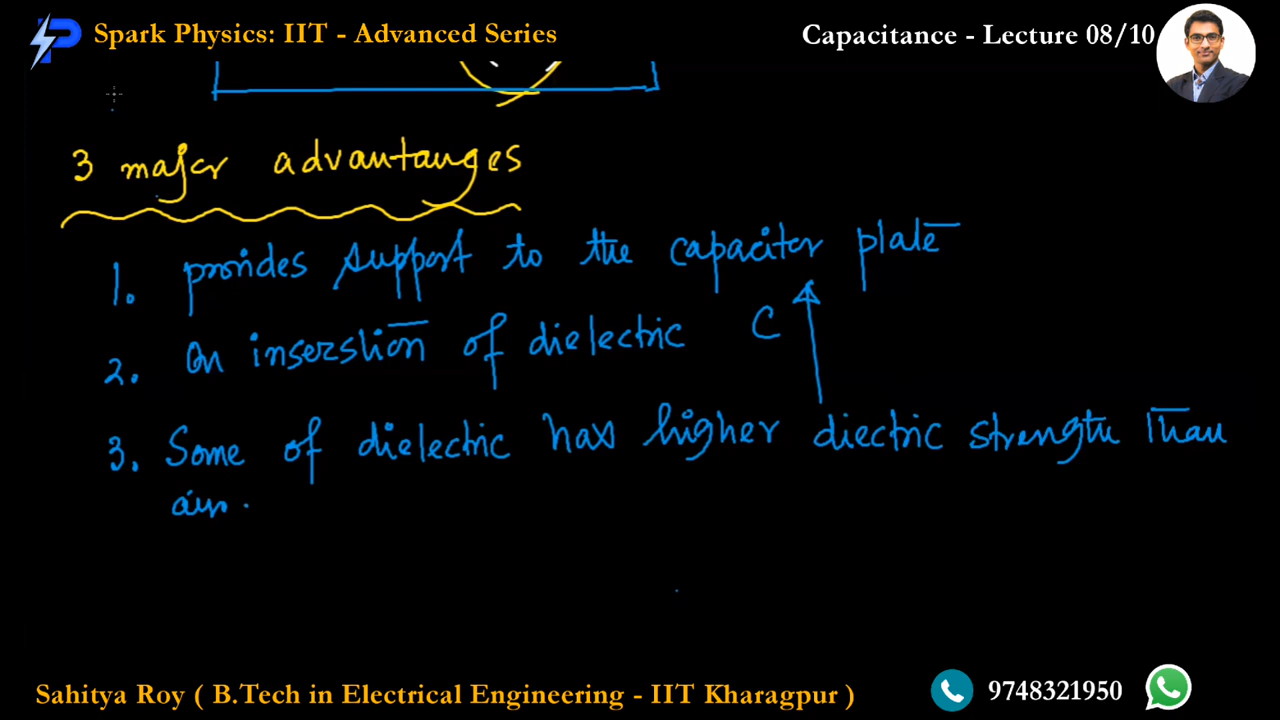 Spark Physics: IIT - Advanced Series
Capacitance - Lecture 08/10
3 major advantanges
1. provides support to the capacitor plate
2. On inserstion of dielectric C ↑
3. Some of dielectric has higher diectric strength than
air.
Sahitya Roy ( B.Tech in Electrical Engineering - IIT Kharagpur )
9748321950